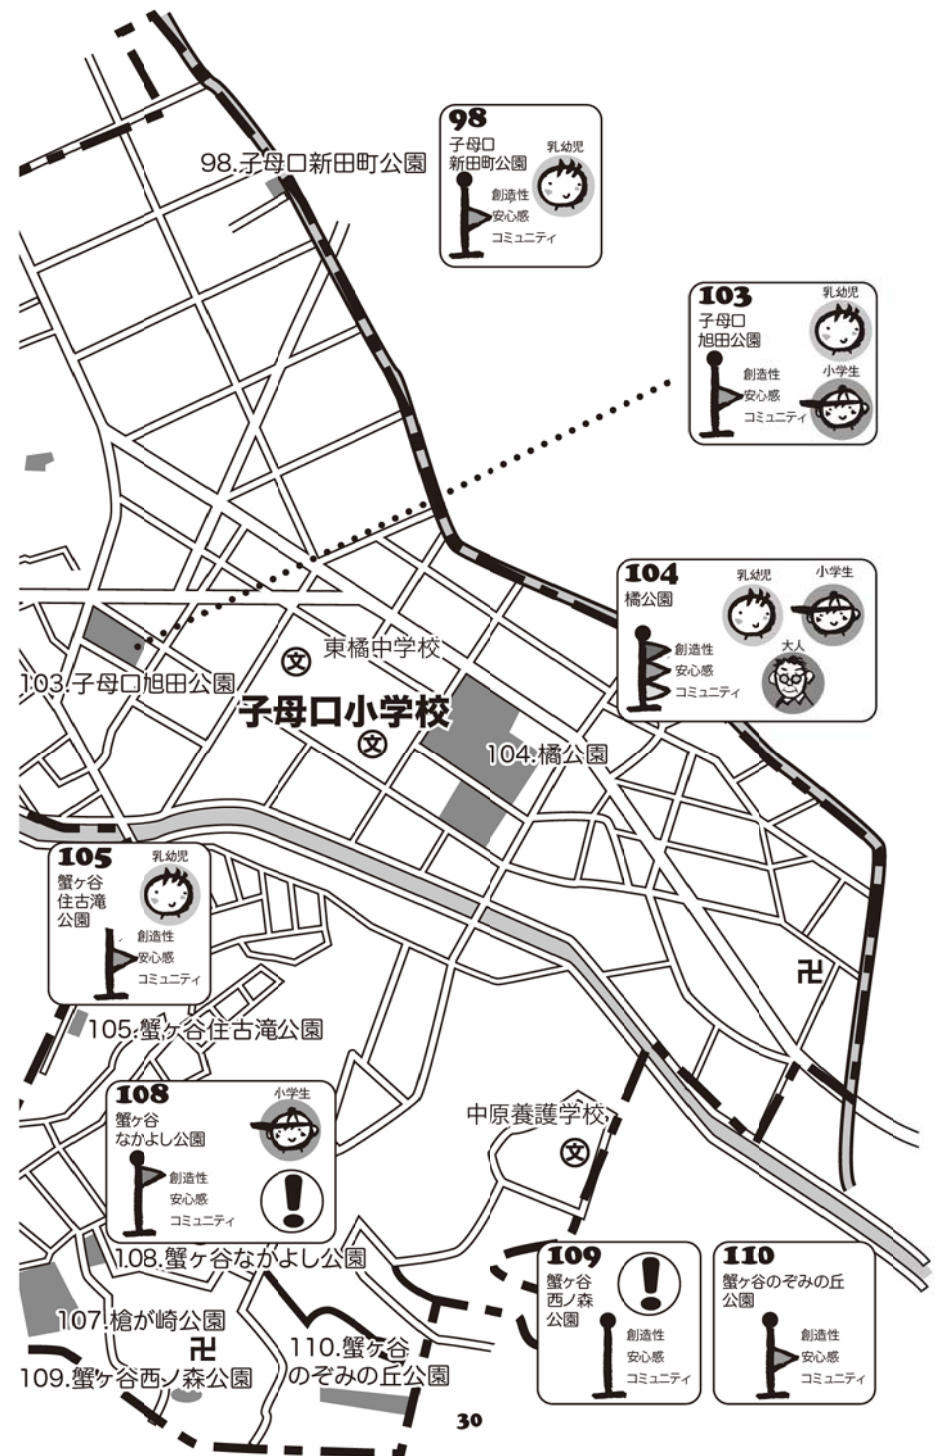 98.子母口新田町公園
98
子母口
新田町公園
乳幼児
創造性
安心感
コミュニティ
103
子母口
旭田公園
乳幼児
小学生
創造性
安心感
コミュニティ
104
橘公園
乳幼児
小学生
大人
創造性
安心感
コミュニティ
東橘中学校
文
103.子母口旭田公園
子母口小学校
文
104.橘公園
105
蟹ヶ谷
住古滝
公園
乳幼児
創造性
安心感
コミュニティ
卍
105.蟹ヶ谷住古滝公園
108
蟹ヶ谷
なかよし公園
小学生
創造性
安心感
コミュニティ
!
中原養護学校
文
108.蟹ヶ谷なかよし公園
107.槍が崎公園
卍
109.蟹ヶ谷西ノ森公園
110.蟹ヶ谷
のぞみの丘公園
109
蟹ヶ谷
西ノ森
公園
!
創造性
安心感
コミュニティ
110
蟹ヶ谷のぞみの丘
公園
創造性
安心感
コミュニティ
30